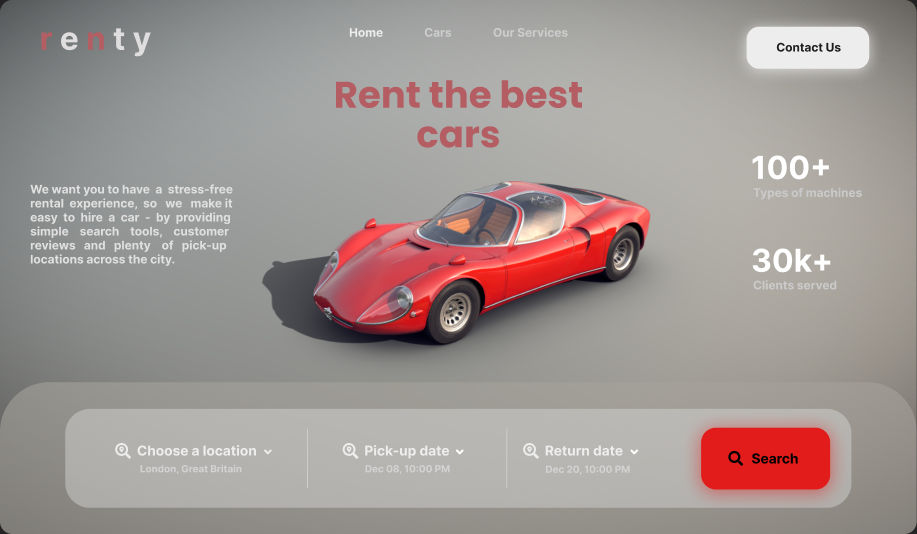 renty
Home Cars Our Services
Contact Us
Rent the best
cars
We want you to have a stress-free
rental experience, so we make it
easy to hire a car - by providing
simple search tools, customer
reviews and plenty of pick-up
locations across the city.
100+
Types of machines
30k+
Clients served
Choose a location
London, Great Britain
Pick-up date
Dec 08, 10:00 PM
Return date
Dec 20, 10:00 PM
Search